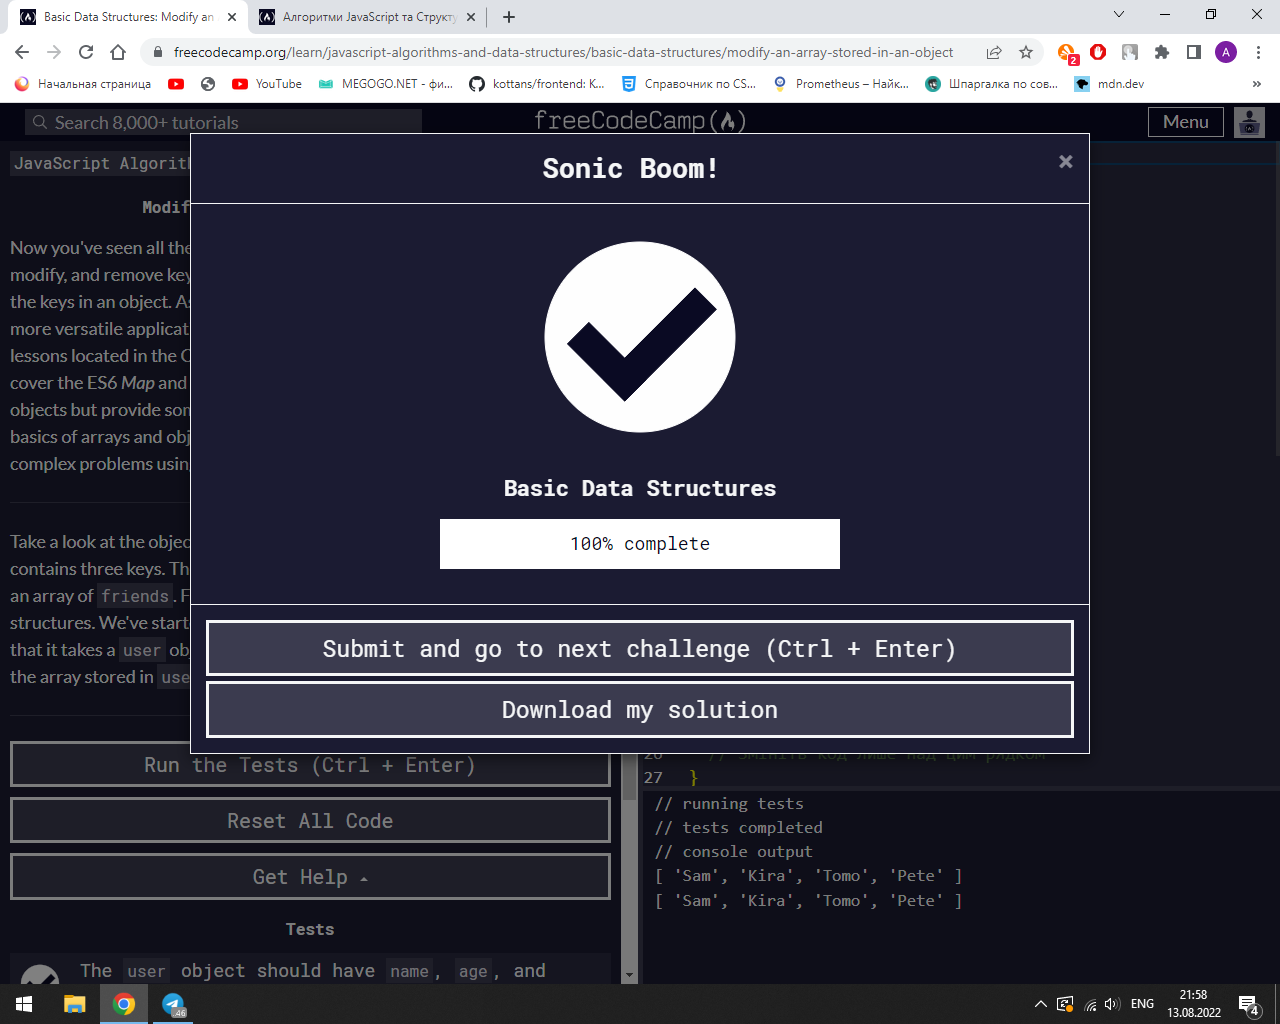 Basic Data Structures: Modify an
Алгоритми JavaScript та Структу
freecodecamp.org/learn/javascript-algorithms-and-data-structures/basic-data-structures/modify-an-array-stored-in-an-object
2
A
Начальная страница
YouTube
MEGOGO.NET - фи...
kottans/frontend: K...
Справочник по CS...
Prometheus – Найк...
Шпаргалка по сов...
mdn.dev
»
Search 8,000+ tutorials
freeCodeCamp
Menu
JavaScript Algorith
Modif
Sonic Boom!
×
Now you've seen all the
modify, and remove key
the keys in an object. As
more versatile applicat
lessons located in the C
cover the ES6 Map and
objects but provide som
basics of arrays and obj
complex problems using
Basic Data Structures
100% complete
Take a look at the objec
contains three keys. Th
an array of friends. F
structures. We've start
that it takes a user obj
the array stored in use
Submit and go to next challenge (Ctrl + Enter)
Download my solution
26 // Змініть код лише над цим рядком
27 }
Run the Tests (Ctrl + Enter)
Reset All Code
Get Help
// running tests
// tests completed
// console output
[ 'Sam', 'Kira', 'Tomo', 'Pete' ]
[ 'Sam', 'Kira', 'Tomo', 'Pete' ]
Tests
The user object should have name, age, and
.46
ENG
21:58
13.08.2022
4